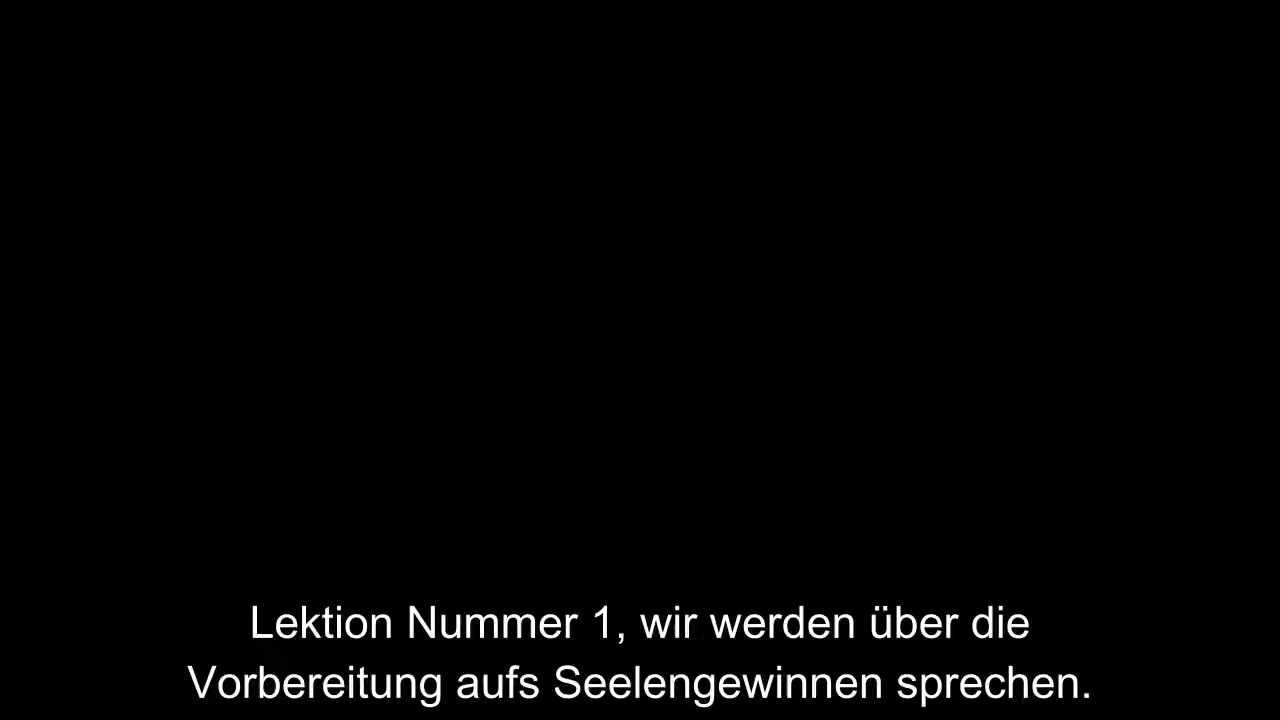 Lektion Nummer 1, wir werden über die
Vorbereitung aufs Seelengewinnen sprechen.